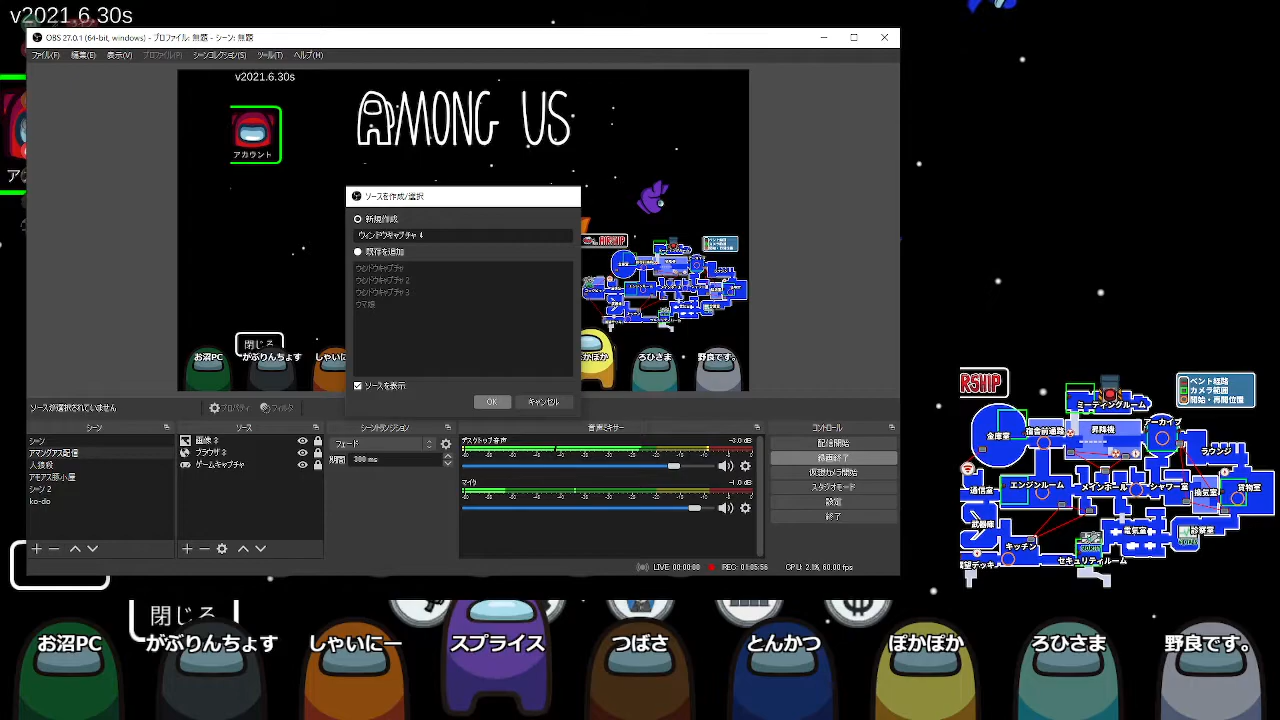 v2021.6.30s
OBS 27.0.1 (64-bit, windows) - プロファイル: 無題 - シーン: 無題
ファイル(F) 編集(E) 表示(V) プロファイル(P) シーンコレクション(S) ツール(T) ヘルプ(H)
v2021.6.30s
AMONG US
アカウント
ソースを作成/選択
新規作成
ウィンドウキャプチャ 4
既存を追加
ウィンドウキャプチャ
ウィンドウキャプチャ 2
ウィンドウキャプチャ 3
ウマ娘
ソースを表示
OK キャンセル
閉じる
お沼PC がぶりんちょす しゃいに ろひさま 野良です。
ソースが選択されていません プロパティ フィルタ
シーン ソース シーントランジション 音声ミキサー コントロール
シーン
アマングアス配信
人狼殺
アモアス部小屋
シーン 2
ko-do
画像 2
ブラウザ 2
ゲームキャプチャ
フェード
期間 300 ms
デスクトップ音声 -3.0 dB
マイク -1.0 dB
配信開始
録画終了
仮想カメラ開始
スタジオモード
設定
終了
LIVE: 00:00:00 REC: 00:05:56 CPU: 2.1%, 60.00 fps
RSHIP
ベント経路
カメラ範囲
開始・再開位置
ミーティングルーム
金庫室
宿舎前通路
昇降機
アーカイブ
ラウンジ
通信室
エンジンルーム
メインホール
シャワー室
換気室
貨物室
武器庫
キッチン
電気室
診察室
望デッキ
セキュリティルーム
閉じる
お沼PC がぶりんちょす しゃいにー スプライス つばさ とんかつ ぽかぽか ろひさま 野良です。